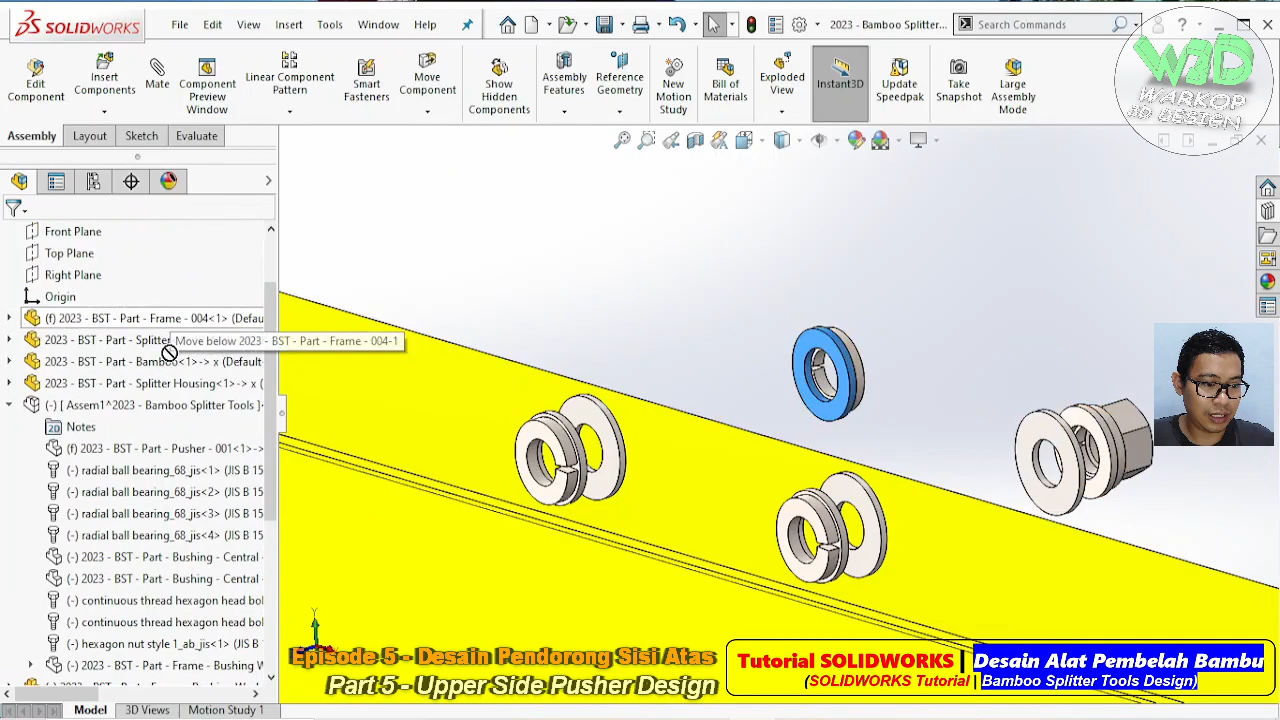 SOLIDWORKS
File Edit View Insert Tools Window Help
2023 - Bamboo Splitter...
Search Commands
Edit Component
Insert Components
Mate
Component Preview Window
Linear Component Pattern
Smart Fasteners
Move Component
Show Hidden Components
Assembly Features
Reference Geometry
New Motion Study
Bill of Materials
Exploded View
Instant3D
Update Speedpak
Take Snapshot
Large Assembly Mode
W3D
WARKOP
3D DESIGN
Assembly Layout Sketch Evaluate
Front Plane
Top Plane
Right Plane
Origin
(f) 2023 - BST - Part - Frame - 004<1> (Defau
2023 - BST - Part - Splitter
Move below 2023 - BST - Part - Frame - 004-1
2023 - BST - Part - Bamboo<1>-> x (Default
2023 - BST - Part - Splitter Housing<1>-> x (
(-) [ Assem1^2023 - Bamboo Splitter Tools ]
Notes
(f) 2023 - BST - Part - Pusher - 001<1>->
(-) radial ball bearing_68_jis<1> (JIS B 15
(-) radial ball bearing_68_jis<2> (JIS B 15
(-) radial ball bearing_68_jis<3> (JIS B 15
(-) radial ball bearing_68_jis<4> (JIS B 15
(-) 2023 - BST - Part - Bushing - Central
(-) 2023 - BST - Part - Bushing - Central
(-) continuous thread hexagon head bol
(-) continuous thread hexagon head bol
(-) hexagon nut style 1_ab_jis<1> (JIS B
(-) 2023 - BST - Part - Frame - Bushing W
Y
Episode 5 - Desain Pendorong Sisi Atas
Part 5 - Upper Side Pusher Design
Tutorial SOLIDWORKS | Desain Alat Pembelah Bambu
(SOLIDWORKS Tutorial | Bamboo Splitter Tools Design)
Model 3D Views Motion Study 1